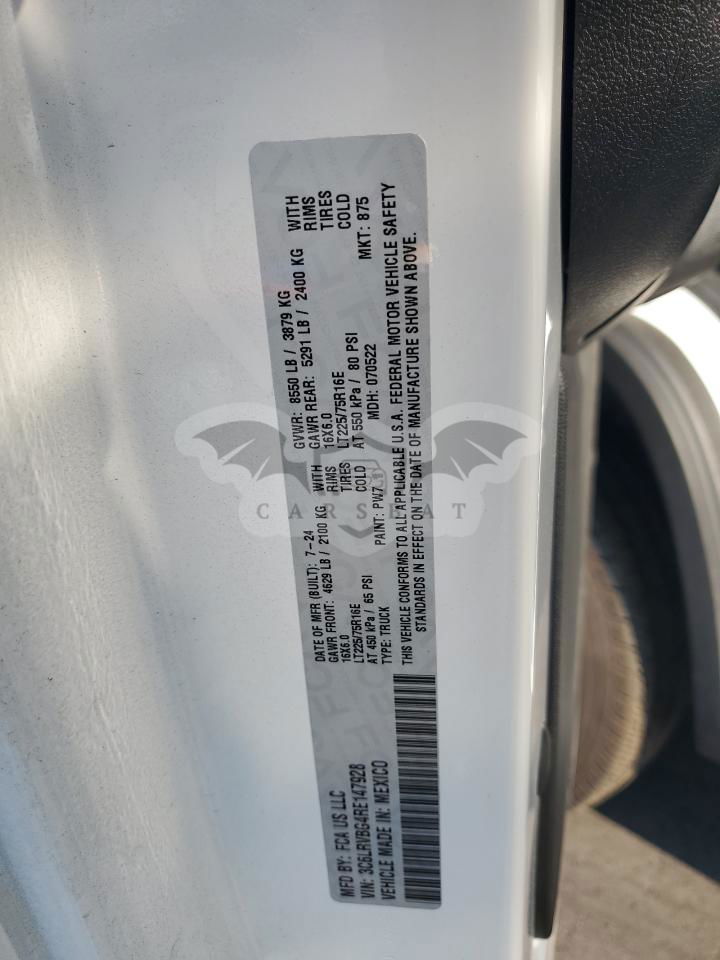 MFD BY: FCA US LLC
VIN: 3C6LRVBG4RE147928
VEHICLE MADE IN: MEXICO
DATE OF MFR (BUILT): 7-24
GAWR FRONT: 4629 LB / 2100 KG WITH
16X6.0 RIMS
LT225/75R16E TIRES
AT 450 kPa / 65 PSI COLD
TYPE: TRUCK PAINT: PW7
GVWR: 8550 LB / 3879 KG
GAWR REAR: 5291 LB / 2400 KG WITH
16X6.0 RIMS
LT225/75R16E TIRES
AT 550 kPa / 80 PSI COLD
MDH: 070522 MKT: 875
THIS VEHICLE CONFORMS TO ALL APPLICABLE U.S.A. FEDERAL MOTOR VEHICLE SAFETY
STANDARDS IN EFFECT ON THE DATE OF MANUFACTURE SHOWN ABOVE.
CARSBAT